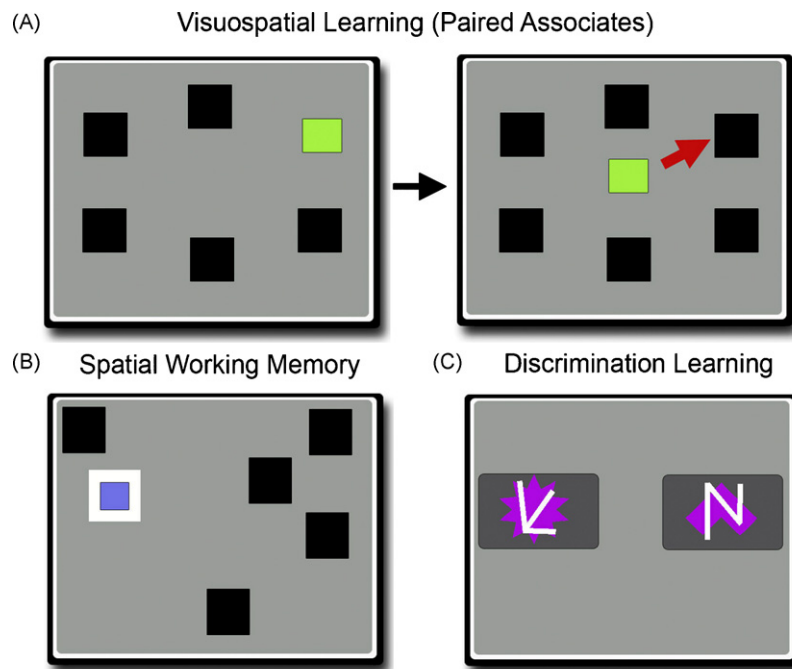 (A) Visuospatial Learning (Paired Associates)
(B) Spatial Working Memory
(C) Discrimination Learning